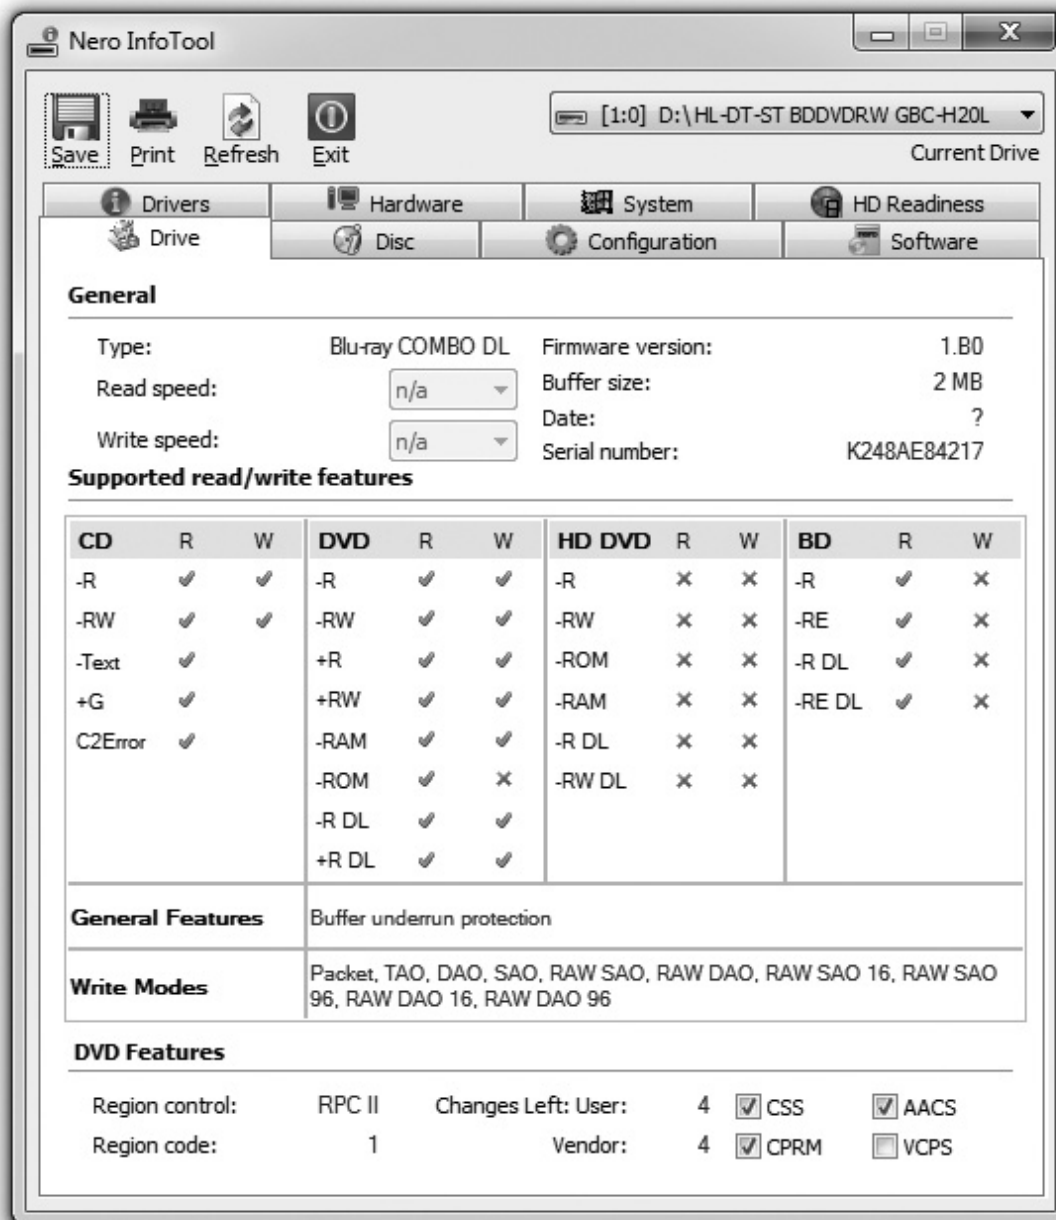 Nero InfoTool
Save Print Refresh Exit
[1:0] D:\HL-DT-ST BDDVDRW GBC-H20L
Current Drive
Drivers Hardware System HD Readiness
Drive Disc Configuration Software
General
Type: Blu-ray COMBO DL Firmware version: 1.B0
Read speed: n/a Buffer size: 2 MB
Date: ?
Write speed: n/a Serial number: K248AE84217
Supported read/write features
CD R W DVD R W HD DVD R W BD R W
-R -R -R -R
-RW -RW -RW -RE
-Text +R -ROM -R DL
+G +RW -RAM -RE DL
C2Error -RAM -R DL
-ROM -RW DL
-R DL
+R DL
General Features Buffer underrun protection
Write Modes Packet, TAO, DAO, SAO, RAW SAO, RAW DAO, RAW SAO 16, RAW SAO
96, RAW DAO 16, RAW DAO 96
DVD Features
Region control: RPC II Changes Left: User: 4 CSS AACS
Region code: 1 Vendor: 4 CPRM VCPS